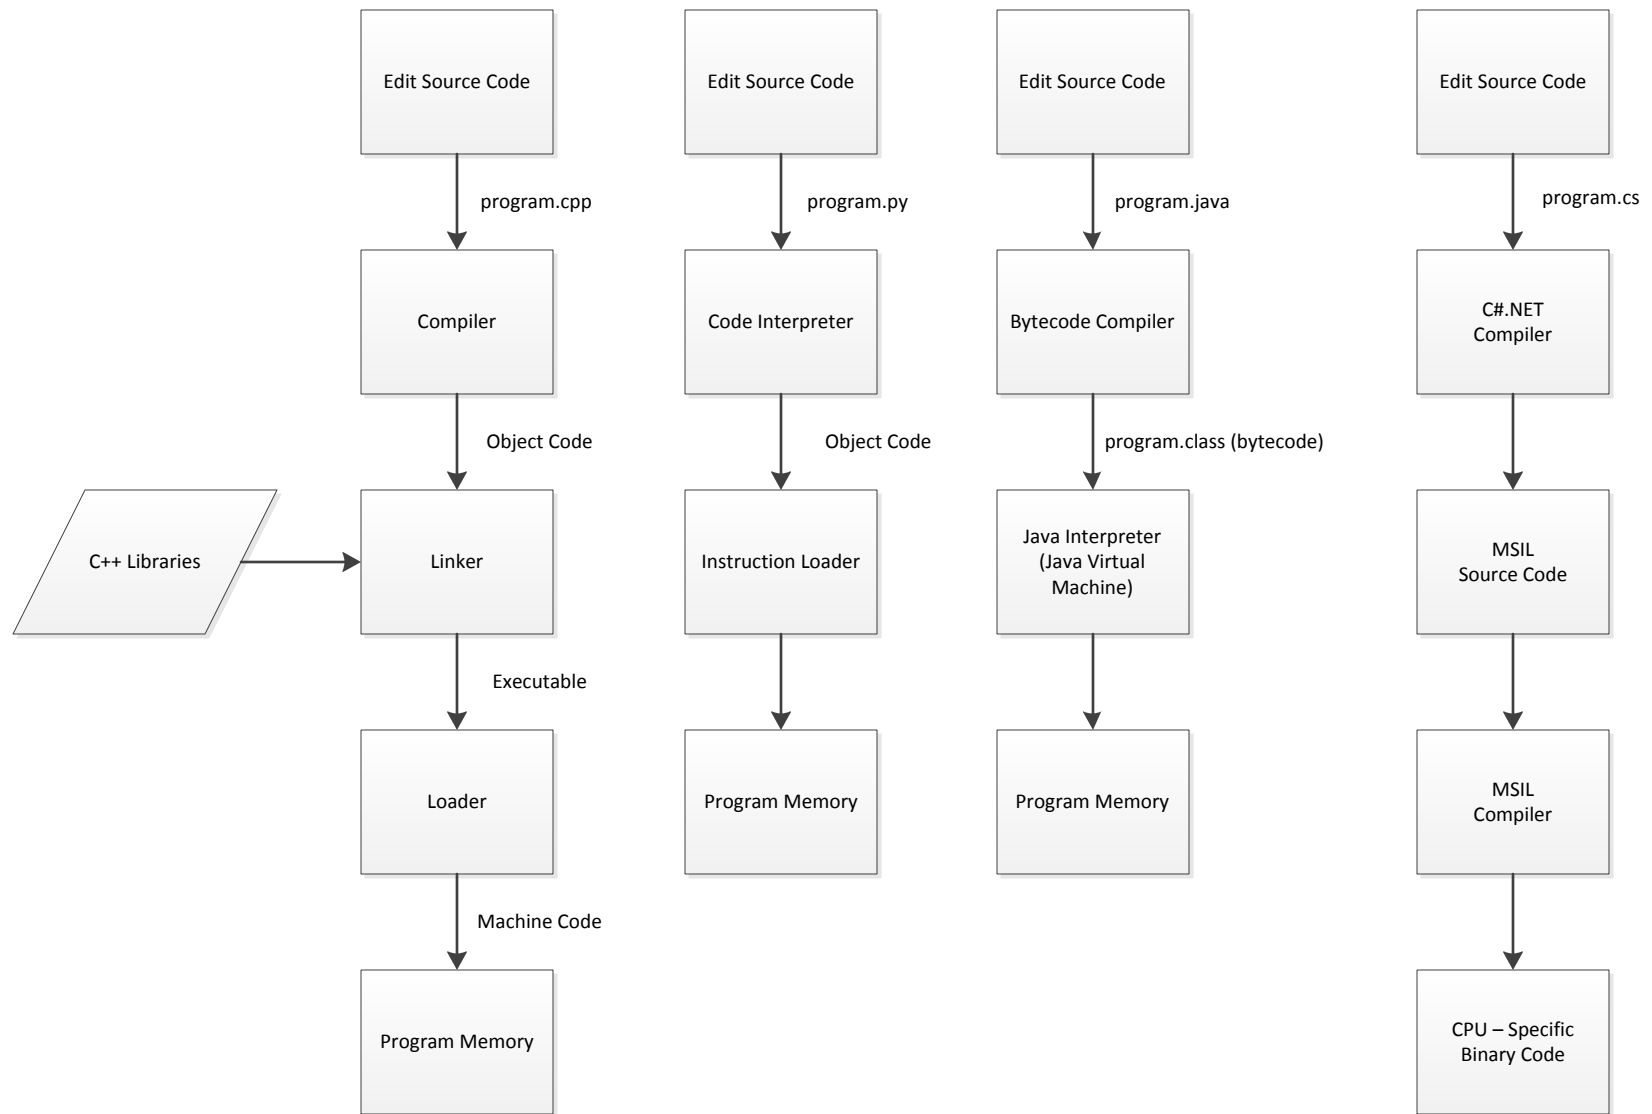 Edit Source Code
Edit Source Code
Edit Source Code
Edit Source Code
program.cpp
program.py
program.java
program.cs
Compiler
Code Interpreter
Bytecode Compiler
C#.NET
Compiler
Object Code
Object Code
program.class (bytecode)
C++ Libraries
Linker
Instruction Loader
Java Interpreter
(Java Virtual
Machine)
MSIL
Source Code
Executable
Loader
Program Memory
Program Memory
MSIL
Compiler
Machine Code
Program Memory
CPU – Specific
Binary Code